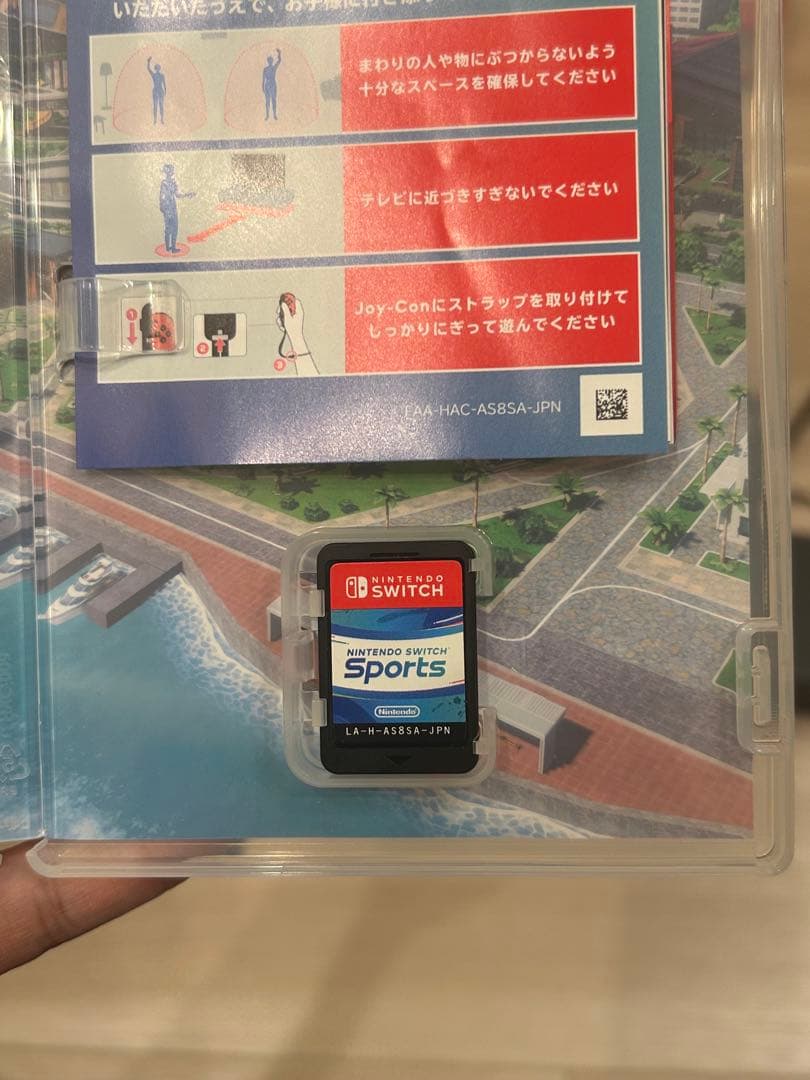 いただいたうえで、お子様に
まわりの人や物にぶつからないよう
十分なスペースを確保してください
テレビに近づきすぎないでください
Joy-Conにストラップを取り付けて
しっかりにぎって遊んでください
1
2
3
EAA-HAC-AS8SA-JPN
NINTENDO
SWITCH
NINTENDO SWITCH
Sports
Nintendo
LA-H-AS8SA-JPN